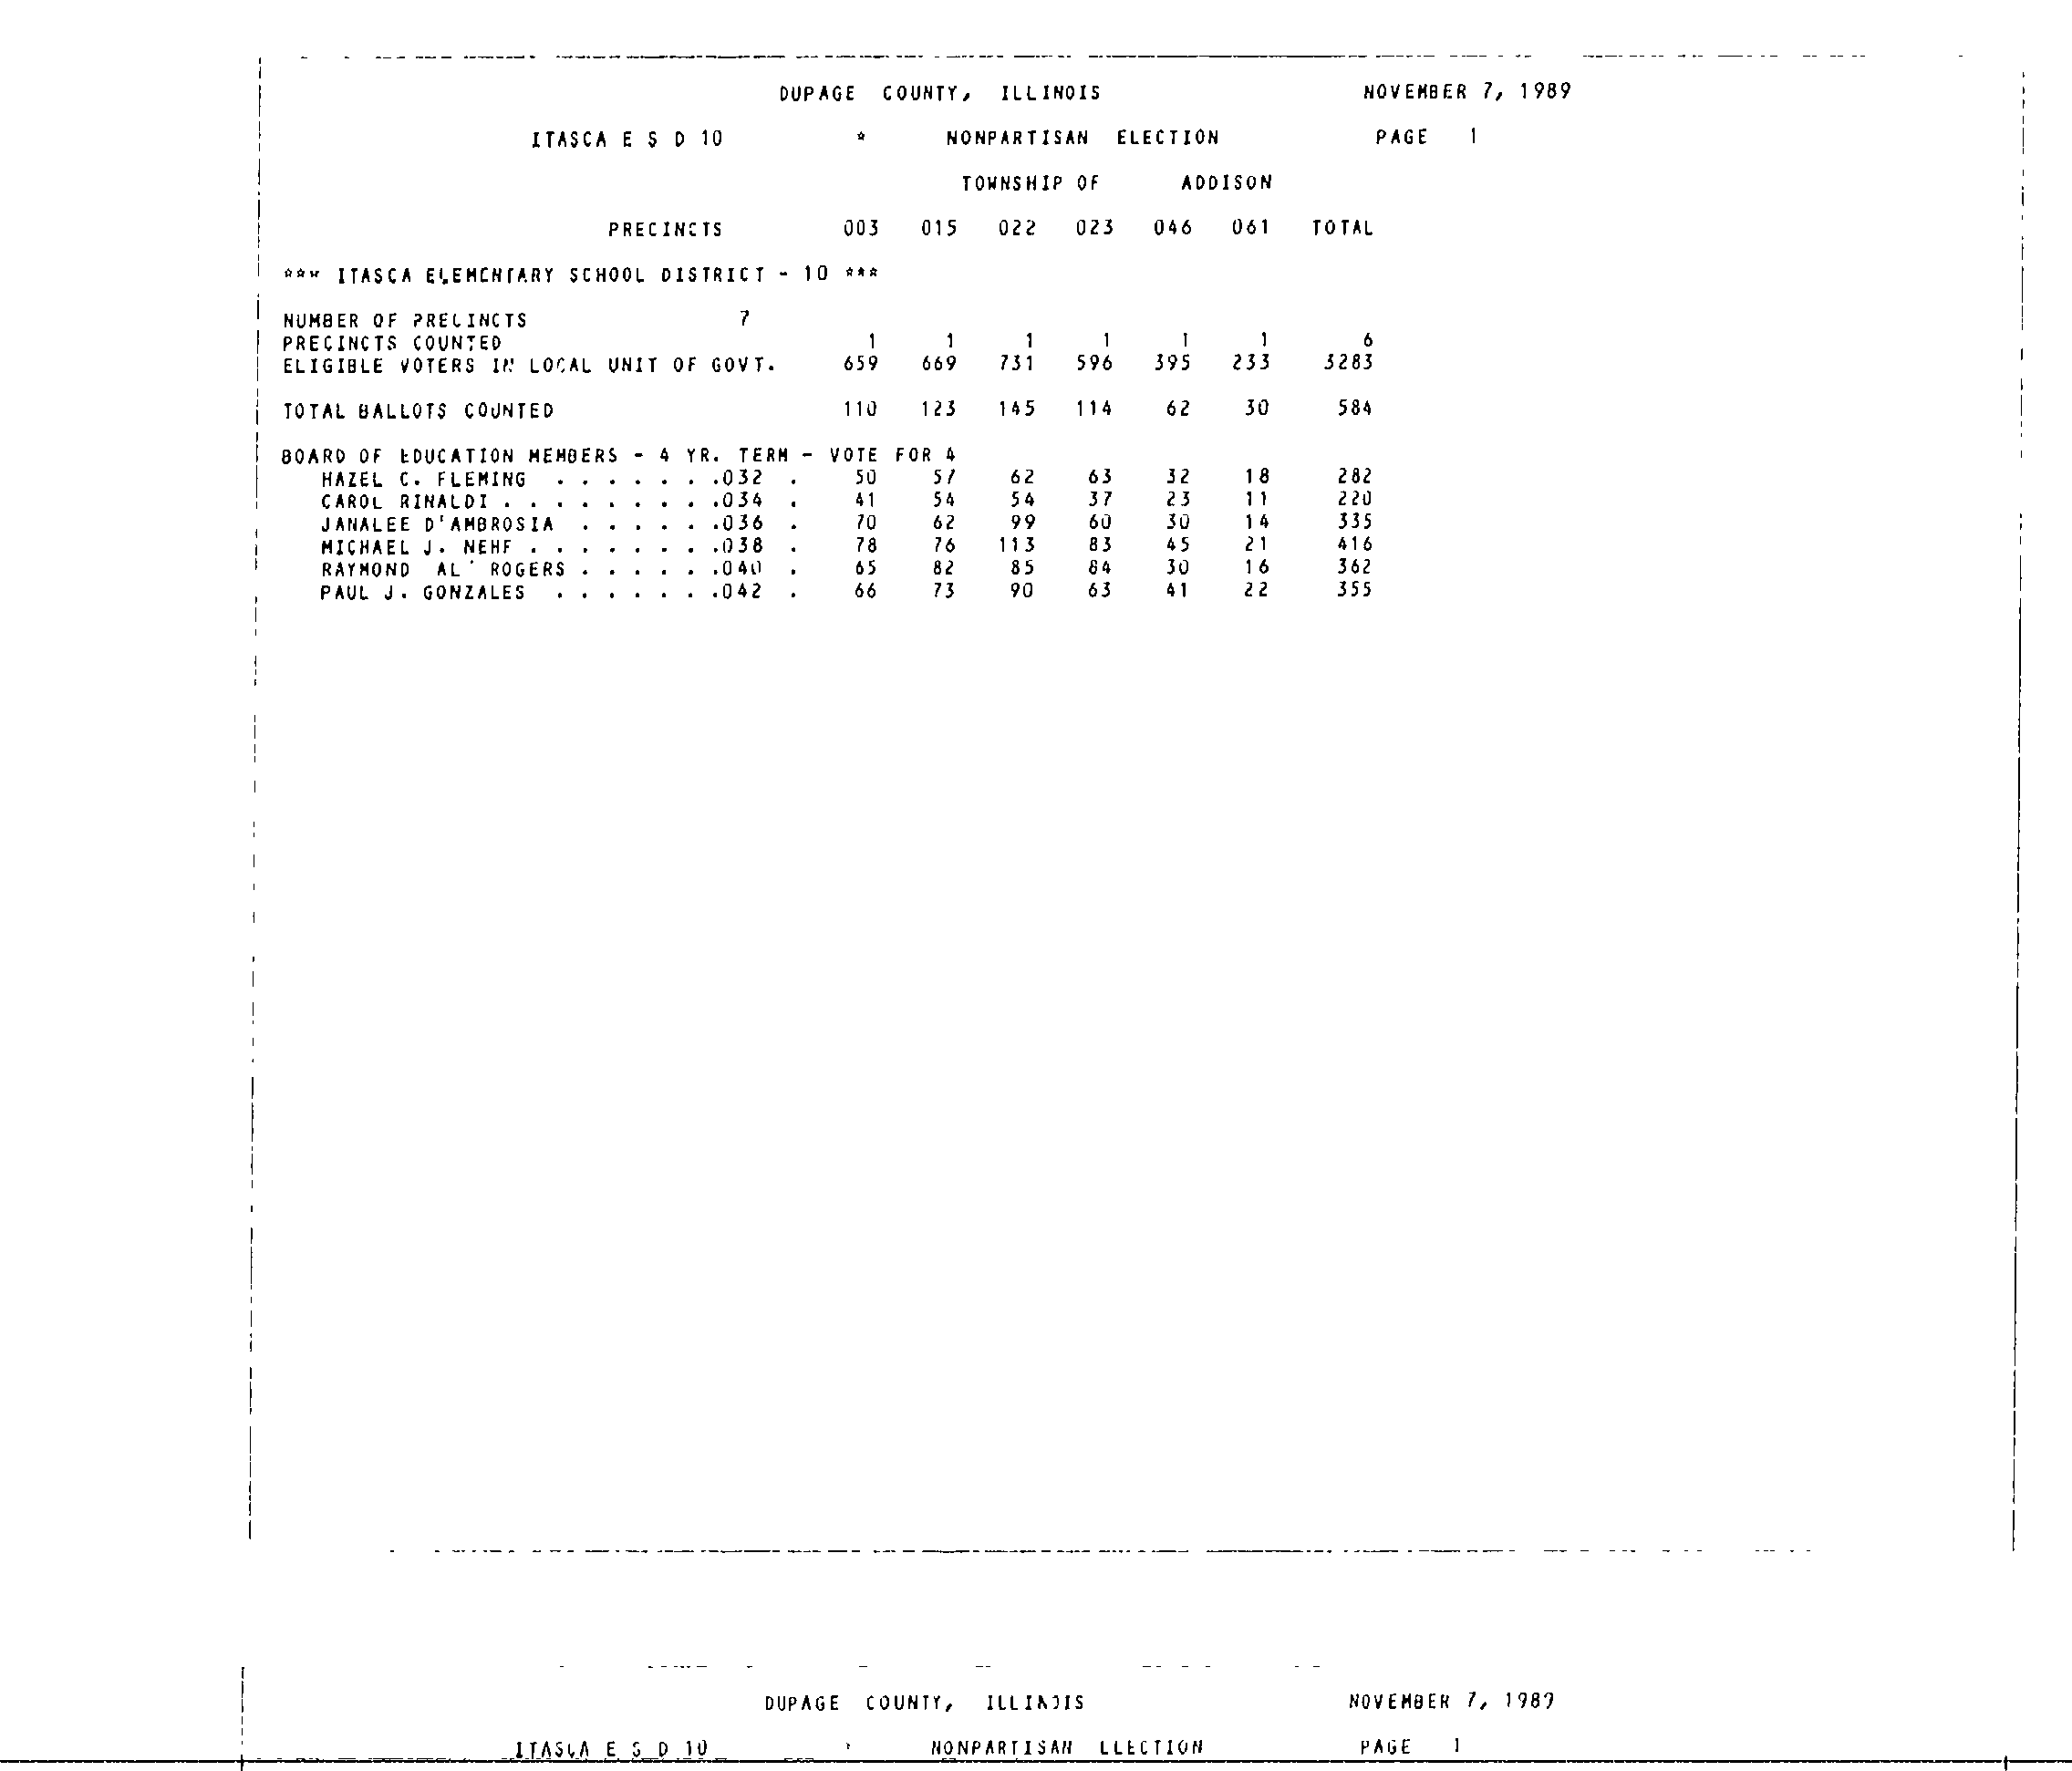 DUPAGE COUNTY, ILLINOIS NOVEMBER 7, 1989
ITASCA E S D 10 * NONPARTISAN ELECTION PAGE 1
TOWNSHIP OF ADDISON
PRECINCTS 003 015 022 023 046 061 TOTAL
*** ITASCA ELEMENTARY SCHOOL DISTRICT - 10 ***
NUMBER OF PRECINCTS 7
PRECINCTS COUNTED 1 1 1 1 1 1 6
ELIGIBLE VOTERS IN LOCAL UNIT OF GOVT. 659 669 731 596 395 233 3283
TOTAL BALLOTS COUNTED 110 123 145 114 62 30 584
BOARD OF EDUCATION MEMBERS - 4 YR. TERM - VOTE FOR 4
HAZEL C. FLEMING . . . . . . .032 . 50 57 62 63 32 18 282
CAROL RINALDI . . . . . . . . .034 . 41 54 54 37 23 11 220
JANALEE D'AMBROSIA . . . . . .036 . 70 62 99 60 30 14 335
MICHAEL J. NEHF . . . . . . . .038 . 78 76 113 83 45 21 416
RAYMOND AL' ROGERS . . . . . .040 . 65 82 85 84 30 16 362
PAUL J. GONZALES . . . . . . .042 . 66 73 90 63 41 22 355
DUPAGE COUNTY, ILLINOIS NOVEMBER 7, 1989
ITASCA E S D 10 NONPARTISAN ELECTION PAGE 1